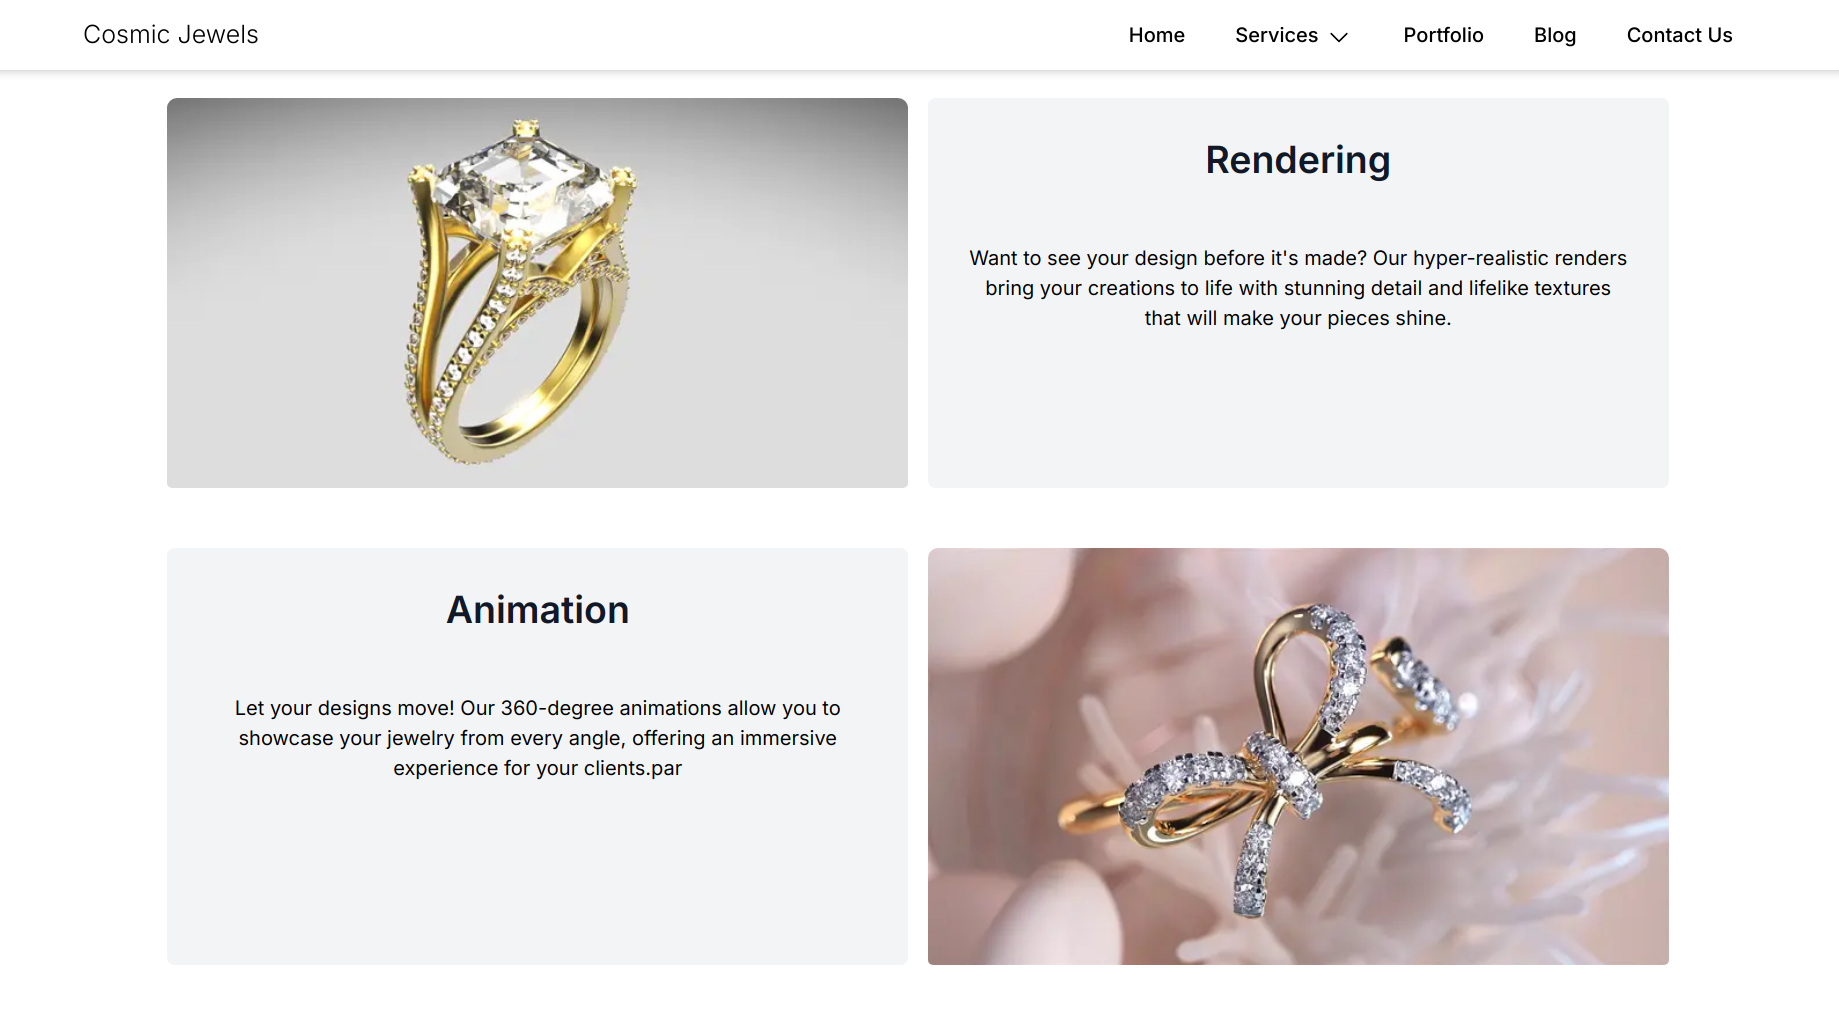 Cosmic Jewels
Home
Services
Portfolio
Blog
Contact Us
Rendering
Want to see your design before it's made? Our hyper-realistic renders
bring your creations to life with stunning detail and lifelike textures
that will make your pieces shine.
Animation
Let your designs move! Our 360-degree animations allow you to
showcase your jewelry from every angle, offering an immersive
experience for your clients.par